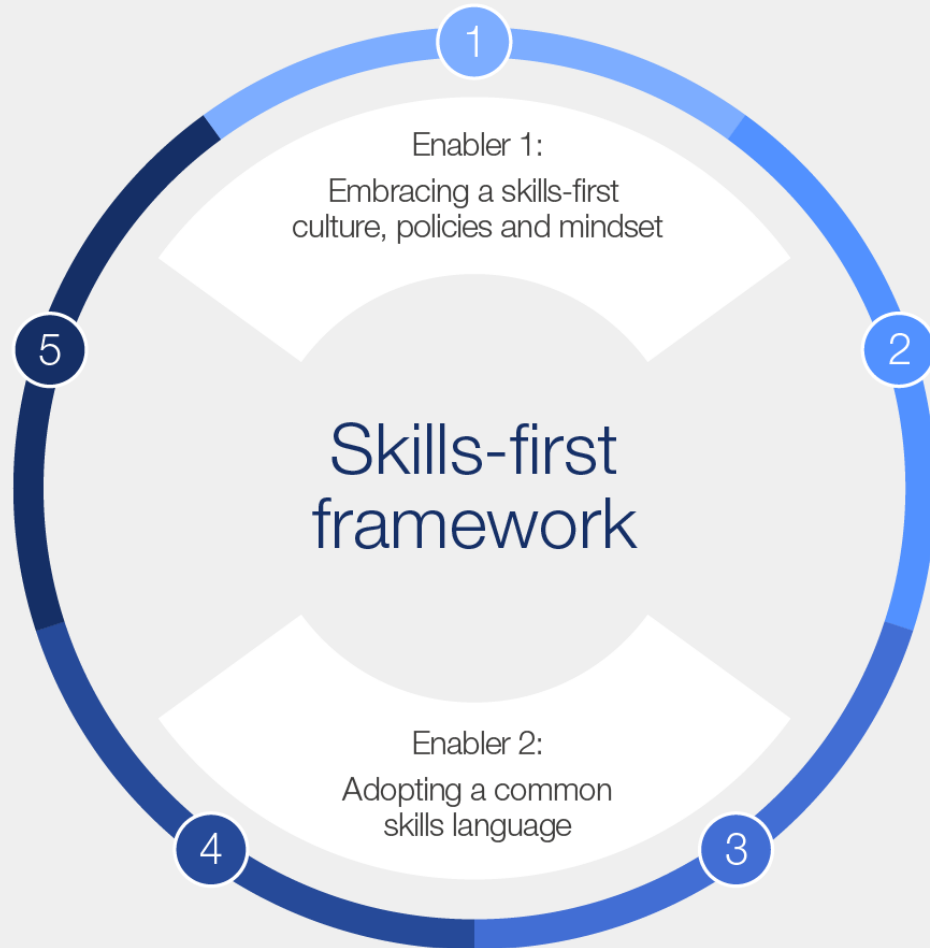 1
Enabler 1:
Embracing a skills-first
culture, policies and mindset
5
2
Skills-first
framework
Enabler 2:
Adopting a common
skills language
4
3